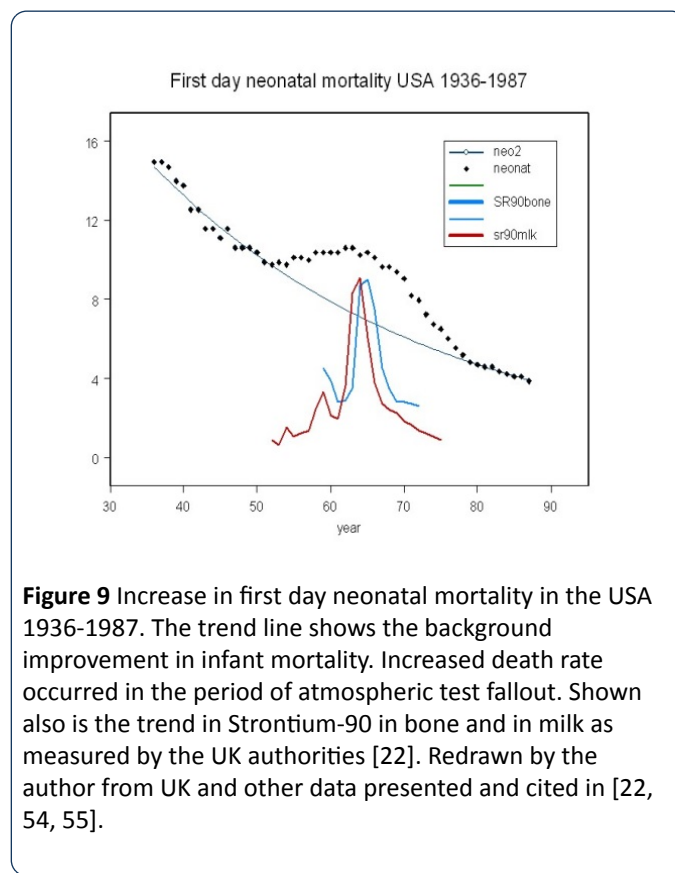 First day neonatal mortality USA 1936-1987
16
12
8
4
0
neo2
neonat
SR90bone
sr90mlk
30 40 50 60 70 80 90
year
Figure 9 Increase in first day neonatal mortality in the USA
1936-1987. The trend line shows the background
improvement in infant mortality. Increased death rate
occurred in the period of atmospheric test fallout. Shown
also is the trend in Strontium-90 in bone and in milk as
measured by the UK authorities [22]. Redrawn by the
author from UK and other data presented and cited in [22,
54, 55].